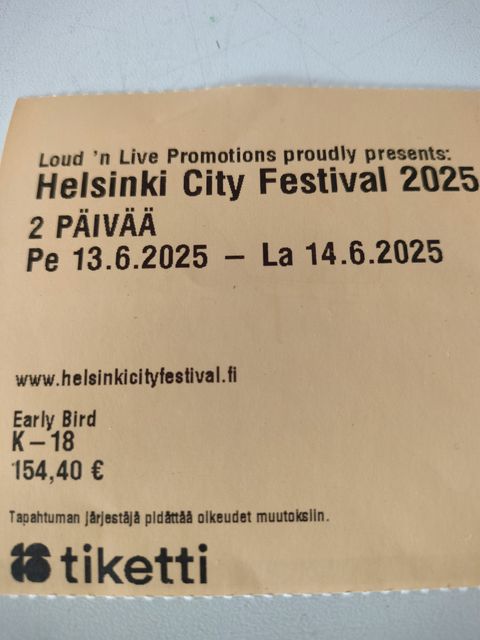 Loud 'n Live Promotions proudly presents:
Helsinki City Festival 2025
2 PÄIVÄÄ
Pe 13.6.2025 – La 14.6.2025
www.helsinkicityfestival.fi
Early Bird
K–18
154,40 €
Tapahtuman järjestäjä pidättää oikeudet muutoksiin.
tiketti